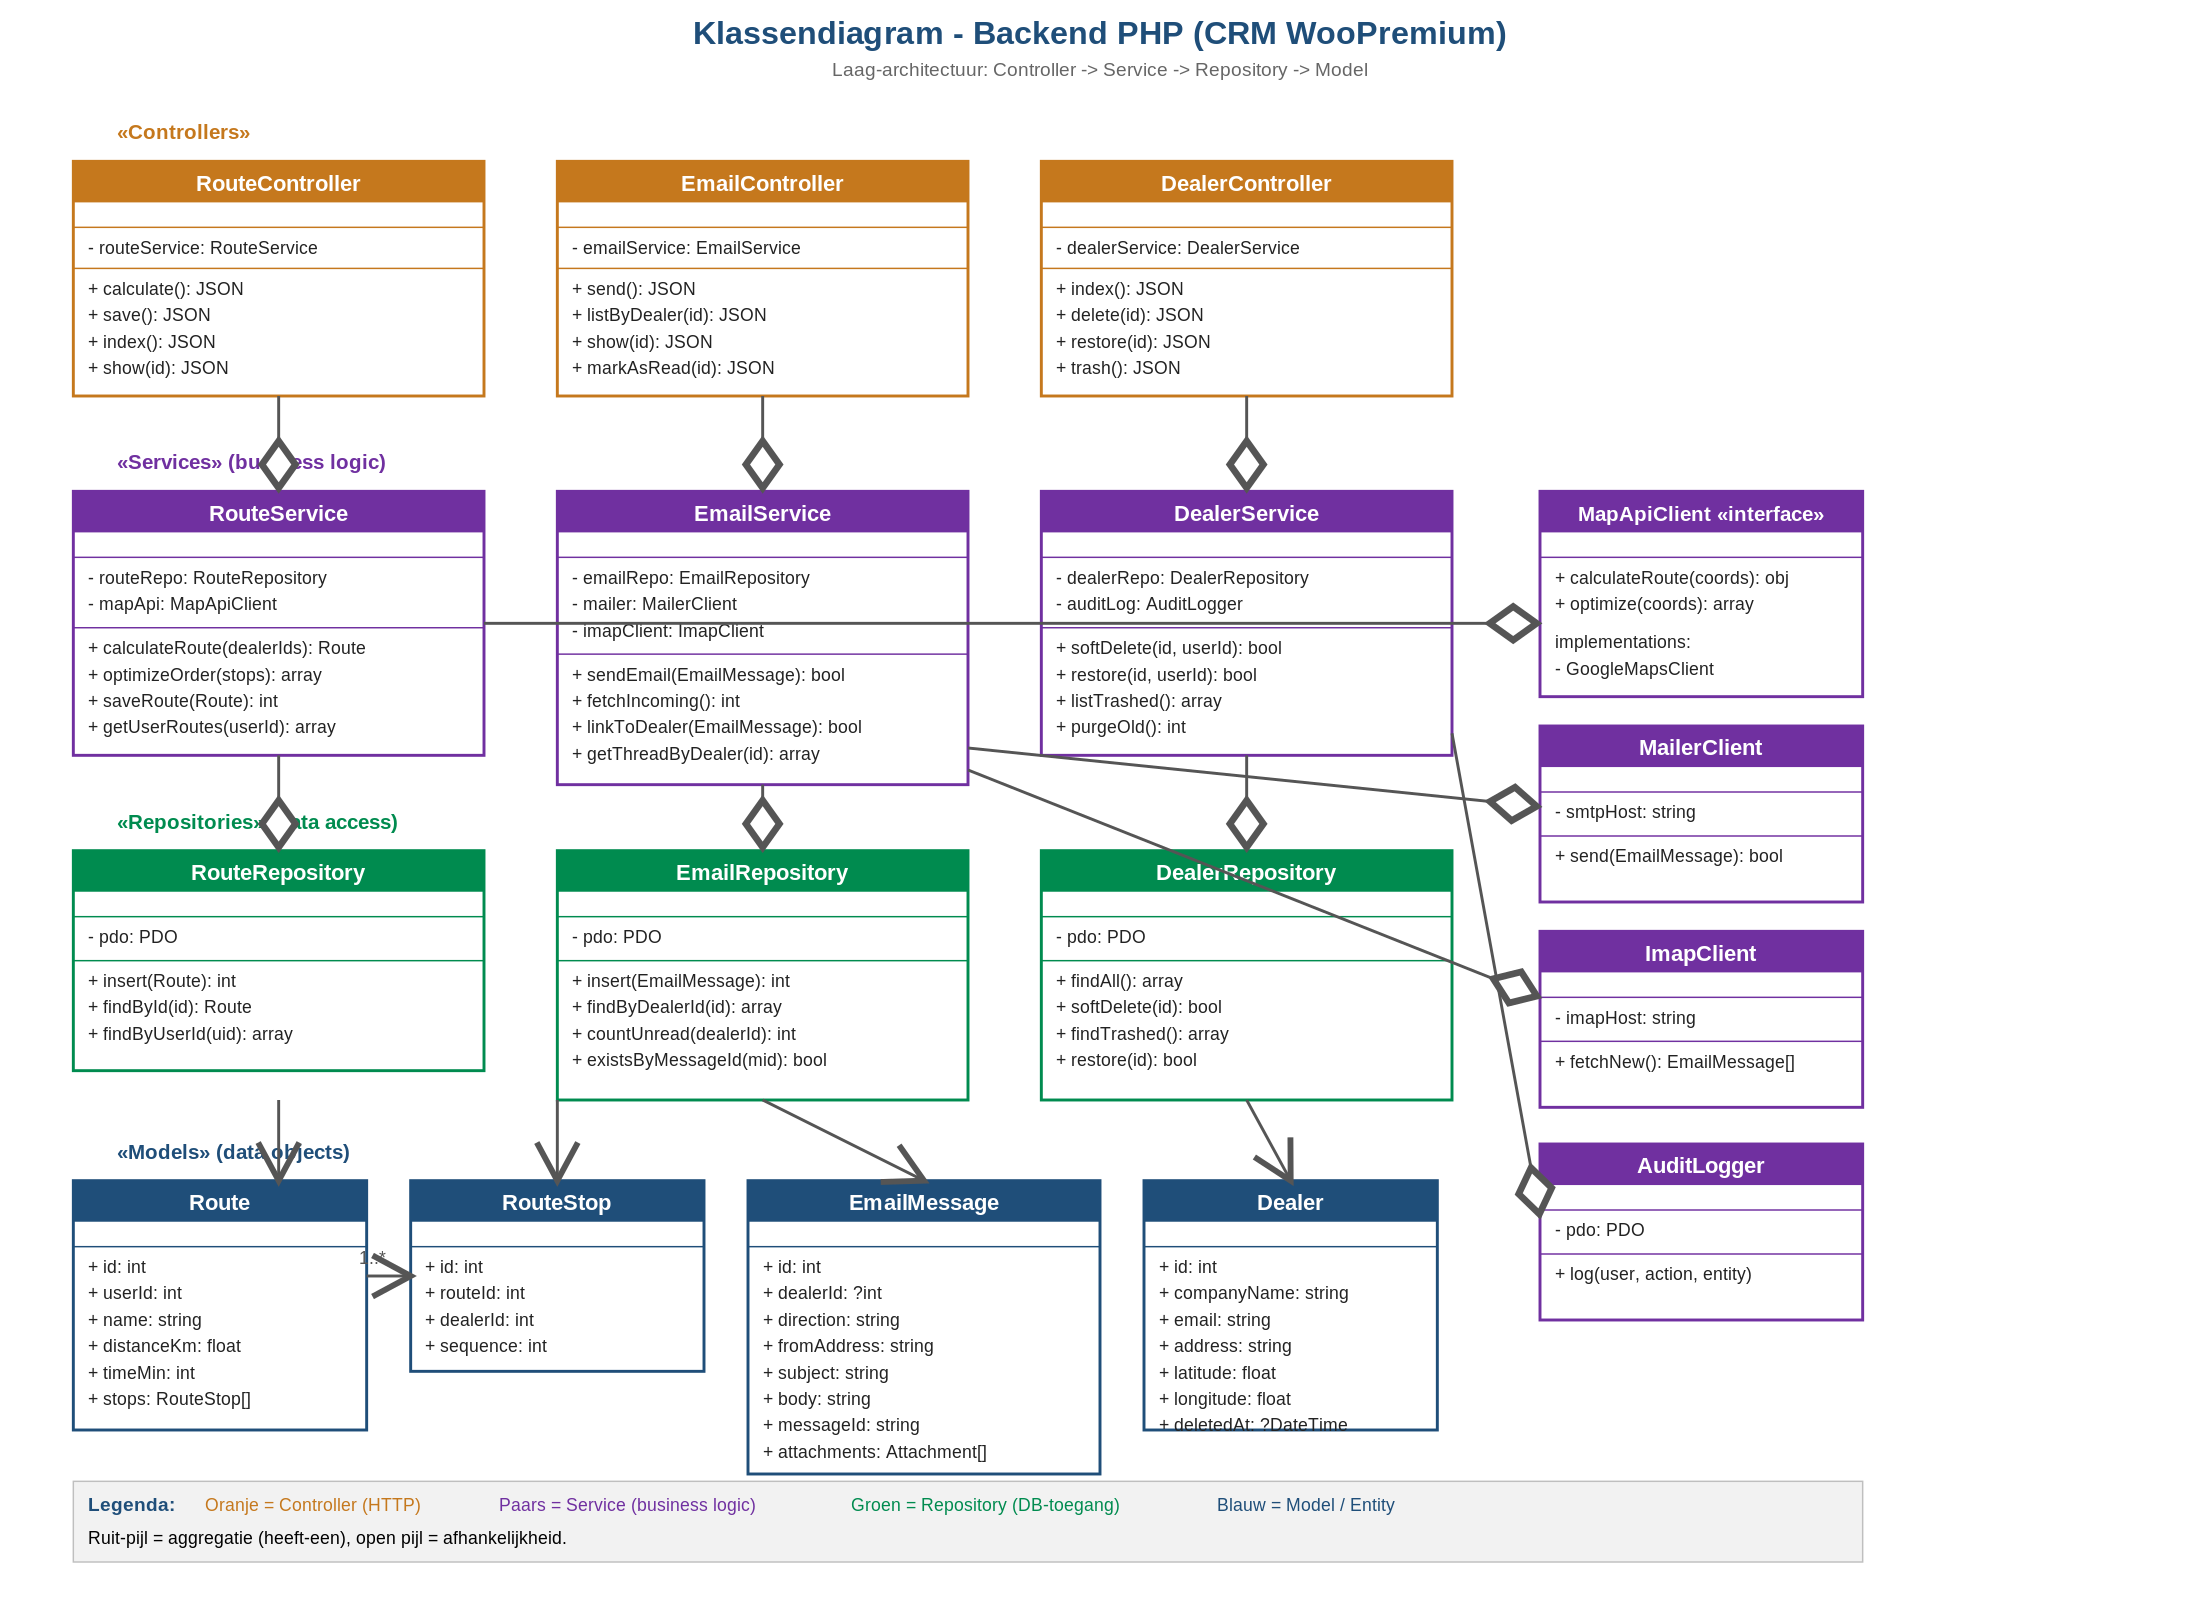 Klassendiagram - Backend PHP (CRM WooPremium)
Laag-architectuur: Controller -> Service -> Repository -> Model
«Controllers»
RouteController
- routeService: RouteService
+ calculate(): JSON
+ save(): JSON
+ index(): JSON
+ show(id): JSON
EmailController
- emailService: EmailService
+ send(): JSON
+ listByDealer(id): JSON
+ show(id): JSON
+ markAsRead(id): JSON
DealerController
- dealerService: DealerService
+ index(): JSON
+ delete(id): JSON
+ restore(id): JSON
+ trash(): JSON
«Services» (business logic)
RouteService
- routeRepo: RouteRepository
- mapApi: MapApiClient
+ calculateRoute(dealerIds): Route
+ optimizeOrder(stops): array
+ saveRoute(Route): int
+ getUserRoutes(userId): array
EmailService
- emailRepo: EmailRepository
- mailer: MailerClient
- imapClient: ImapClient
+ sendEmail(EmailMessage): bool
+ fetchIncoming(): int
+ linkToDealer(EmailMessage): bool
+ getThreadByDealer(id): array
DealerService
- dealerRepo: DealerRepository
- auditLog: AuditLogger
+ softDelete(id, userId): bool
+ restore(id, userId): bool
+ listTrashed(): array
+ purgeOld(): int
MapApiClient «interface»
+ calculateRoute(coords): obj
+ optimize(coords): array
implementations:
- GoogleMapsClient
MailerClient
- smtpHost: string
+ send(EmailMessage): bool
ImapClient
- imapHost: string
+ fetchNew(): EmailMessage[]
AuditLogger
- pdo: PDO
+ log(user, action, entity)
«Repositories» (data access)
RouteRepository
- pdo: PDO
+ insert(Route): int
+ findById(id): Route
+ findByUserId(uid): array
EmailRepository
- pdo: PDO
+ insert(EmailMessage): int
+ findByDealerId(id): array
+ countUnread(dealerId): int
+ existsByMessageId(mid): bool
DealerRepository
- pdo: PDO
+ findAll(): array
+ softDelete(id): bool
+ findTrashed(): array
+ restore(id): bool
«Models» (data objects)
Route
+ id: int
+ userId: int
+ name: string
+ distanceKm: float
+ timeMin: int
+ stops: RouteStop[]
1..*
RouteStop
+ id: int
+ routeId: int
+ dealerId: int
+ sequence: int
EmailMessage
+ id: int
+ dealerId: ?int
+ direction: string
+ fromAddress: string
+ subject: string
+ body: string
+ messageId: string
+ attachments: Attachment[]
Dealer
+ id: int
+ companyName: string
+ email: string
+ address: string
+ latitude: float
+ longitude: float
+ deletedAt: ?DateTime
Legenda: Oranje = Controller (HTTP) Paars = Service (business logic) Groen = Repository (DB-toegang) Blauw = Model / Entity
Ruit-pijl = aggregatie (heeft-een), open pijl = afhankelijkheid.